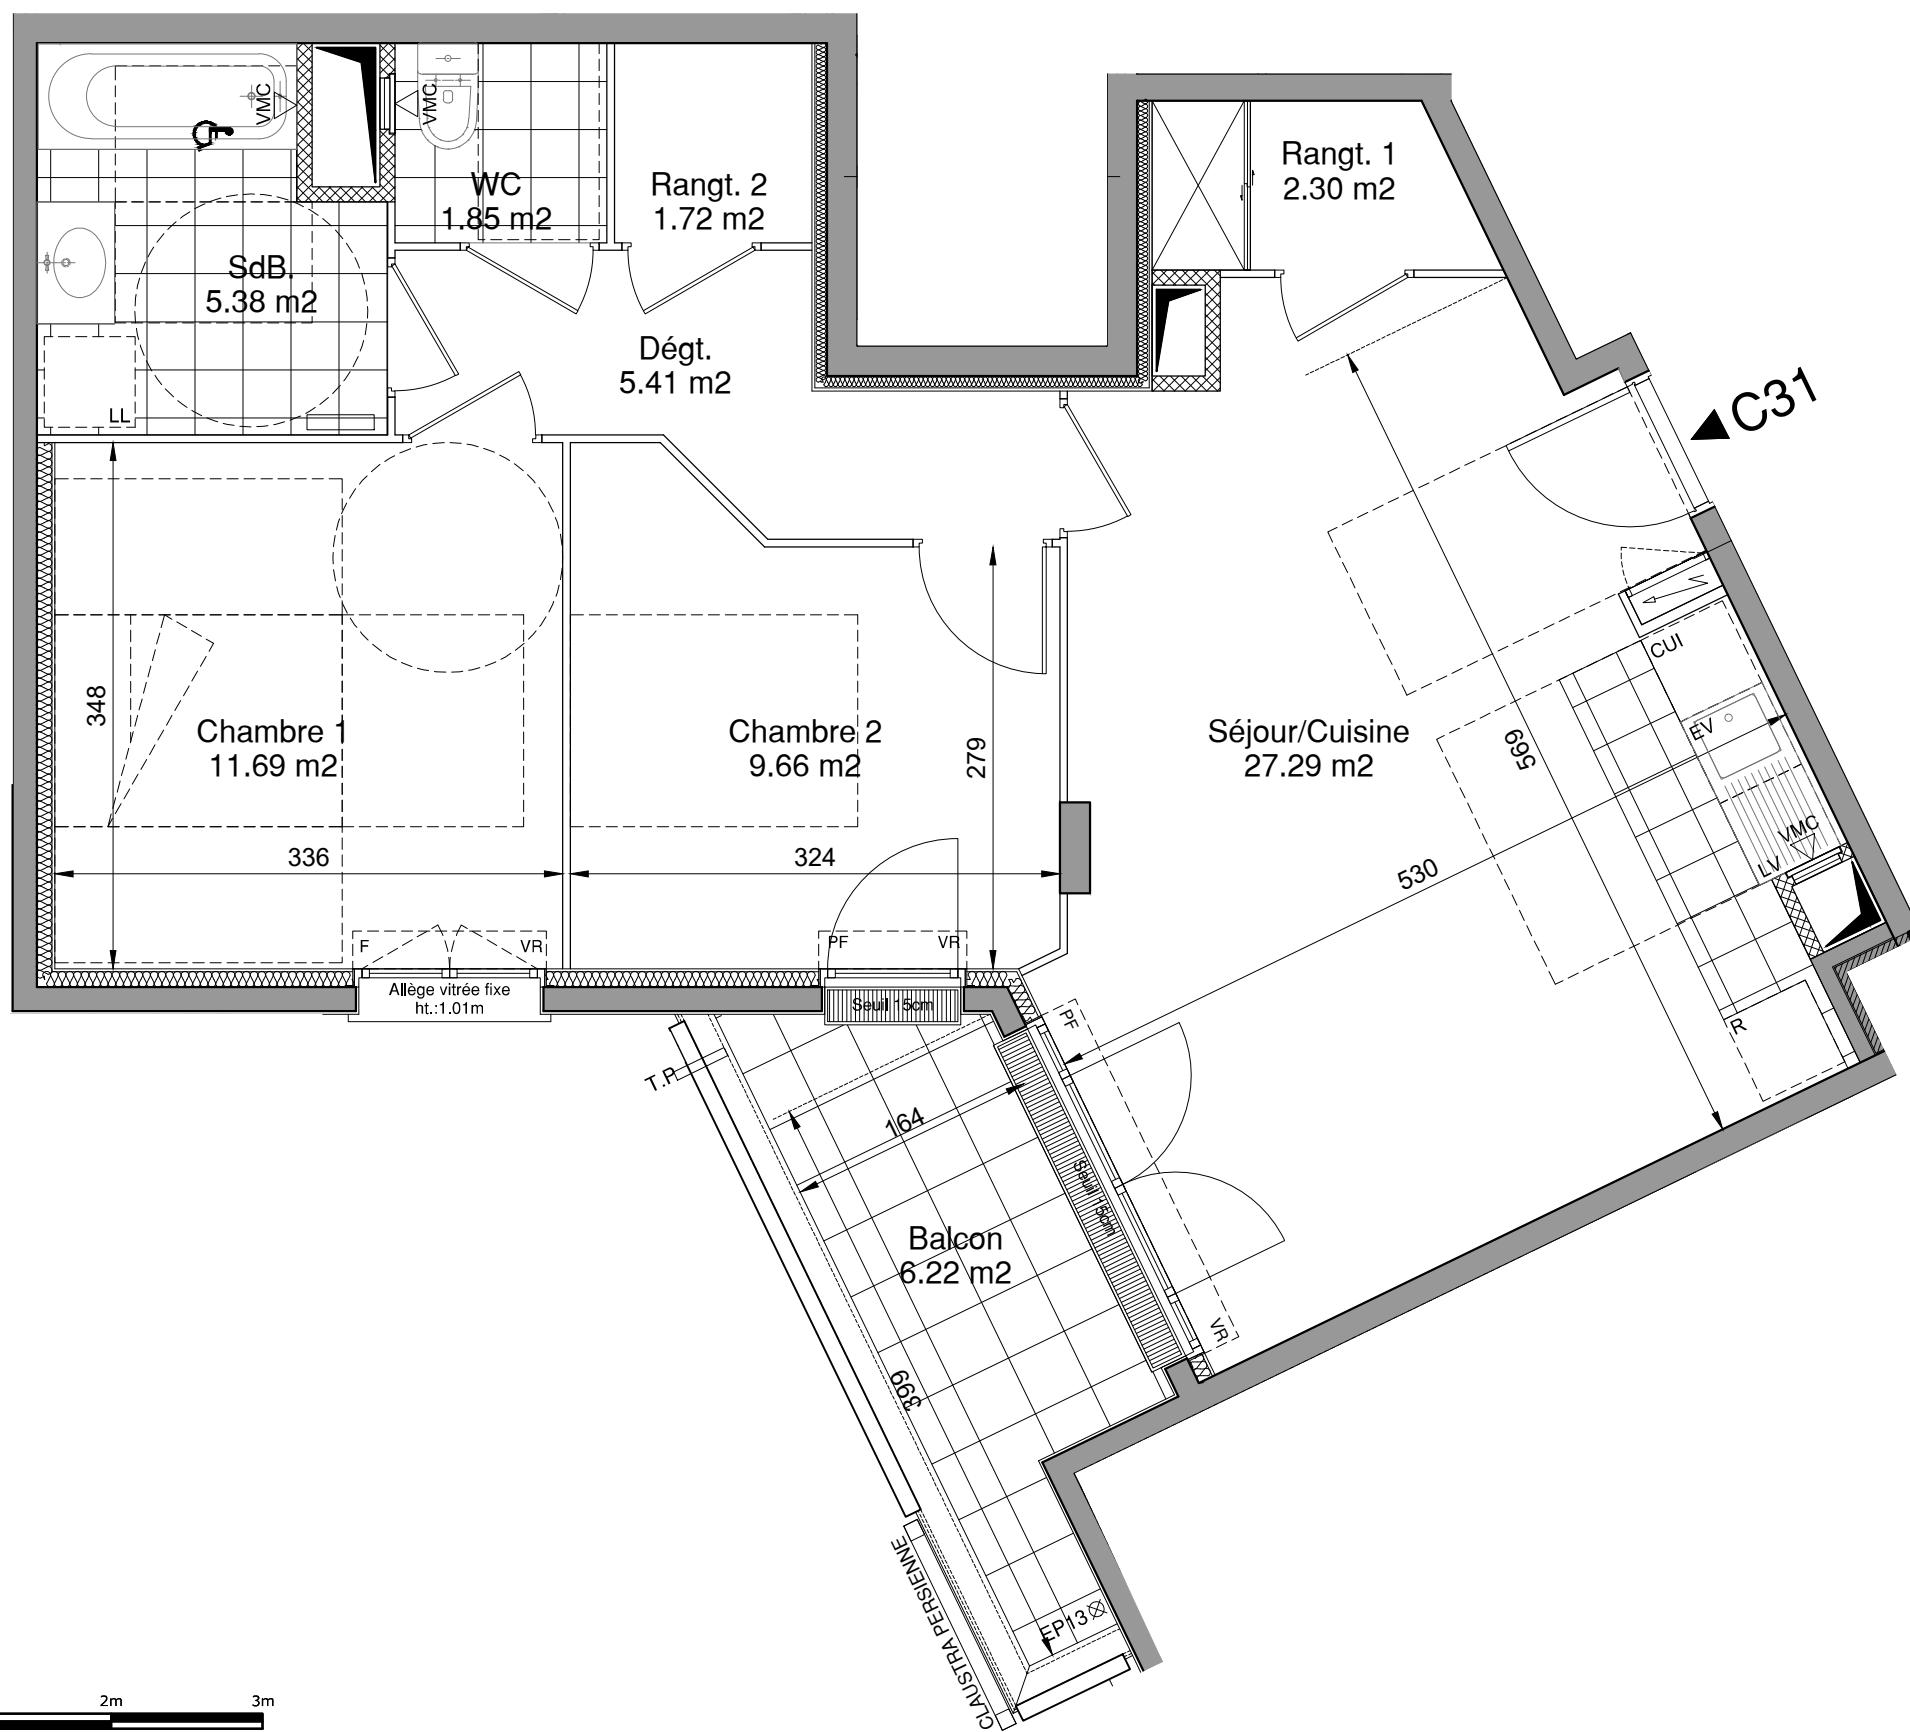 VMC
VMC
WC
1.85 m2
Rangt. 2
1.72 m2
Rangt. 1
2.30 m2
SdB.
5.38 m2
LL
Dégt.
5.41 m2
C31
CUI
EV
VMC
LV
R
348
Chambre 1
11.69 m2
336
Chambre 2
9.66 m2
279
324
Séjour/Cuisine
27.29 m2
569
530
F
VR
Allège vitrée fixe
ht.:1.01m
PF
VR
Seuil 15cm
PF
T.P
164
Seuil 15cm
Balcon
6.22 m2
VR
399
CLAUSTRA PERSIENNE
EP13
2m
3m